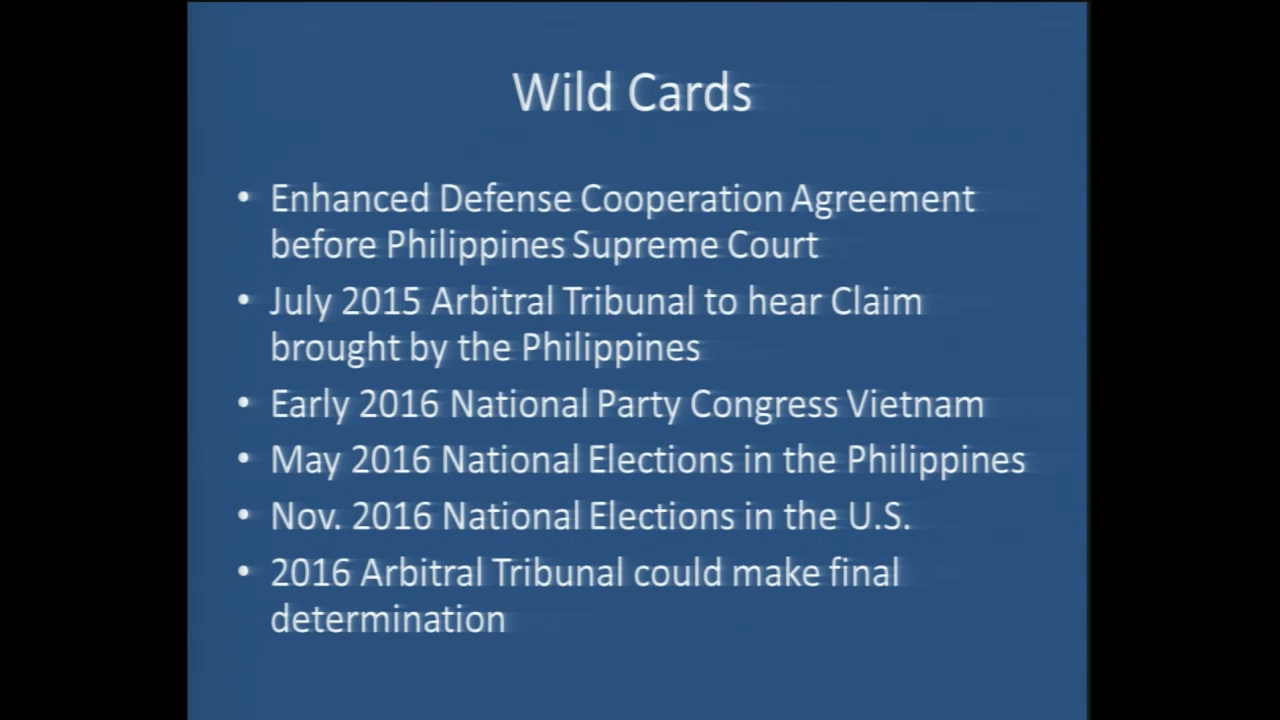 Wild Cards
• Enhanced Defense Cooperation Agreement
before Philippines Supreme Court
• July 2015 Arbitral Tribunal to hear Claim
brought by the Philippines
• Early 2016 National Party Congress Vietnam
• May 2016 National Elections in the Philippines
• Nov. 2016 National Elections in the U.S.
• 2016 Arbitral Tribunal could make final
determination